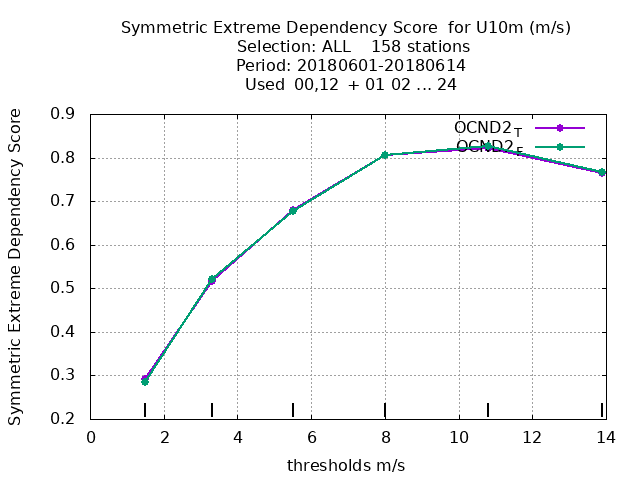 Symmetric Extreme Dependency Score  for U10m (m/s)
Selection: ALL    158 stations
Period: 20180601-20180614
Used  00,12  + 01 02 ... 24
Symmetric Extreme Dependency Score
0.9
0.8
0.7
0.6
0.5
0.4
0.3
0.2
OCND2T
OCND2F
0 2 4 6 8 10 12 14
thresholds m/s